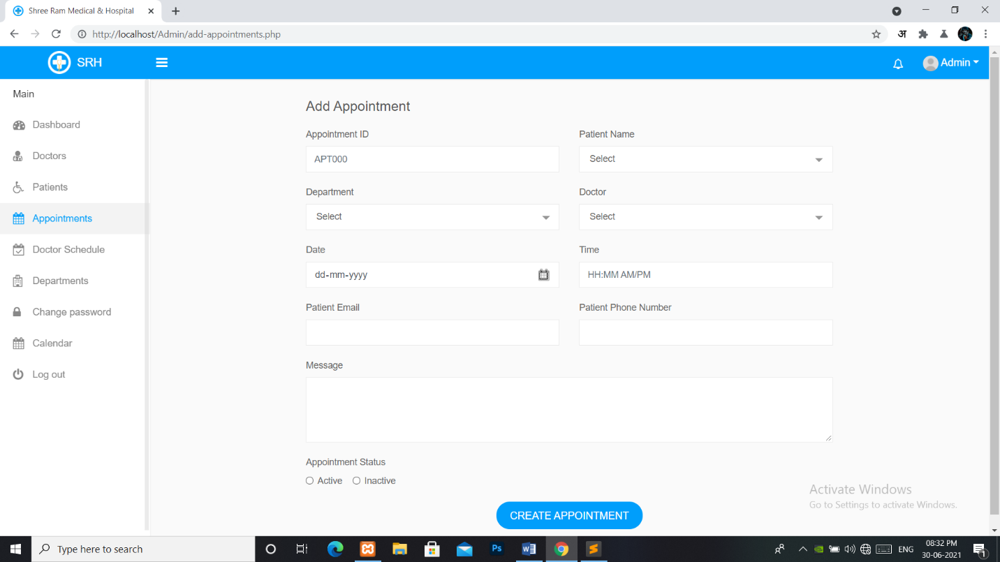 Shree Ram Medical & Hospital
http://localhost/Admin/add-appointments.php
अ
SRH
Admin
Main
Dashboard
Doctors
Patients
Appointments
Doctor Schedule
Departments
Change password
Calendar
Log out
Add Appointment
Appointment ID
Patient Name
APT000
Select
Department
Doctor
Select
Select
Date
Time
dd-mm-yyyy
HH:MM AM/PM
Patient Email
Patient Phone Number
Message
Appointment Status
Active
Inactive
CREATE APPOINTMENT
Activate Windows
Go to Settings to activate Windows.
Type here to search
Ps
ENG
08:32 PM
30-06-2021
1